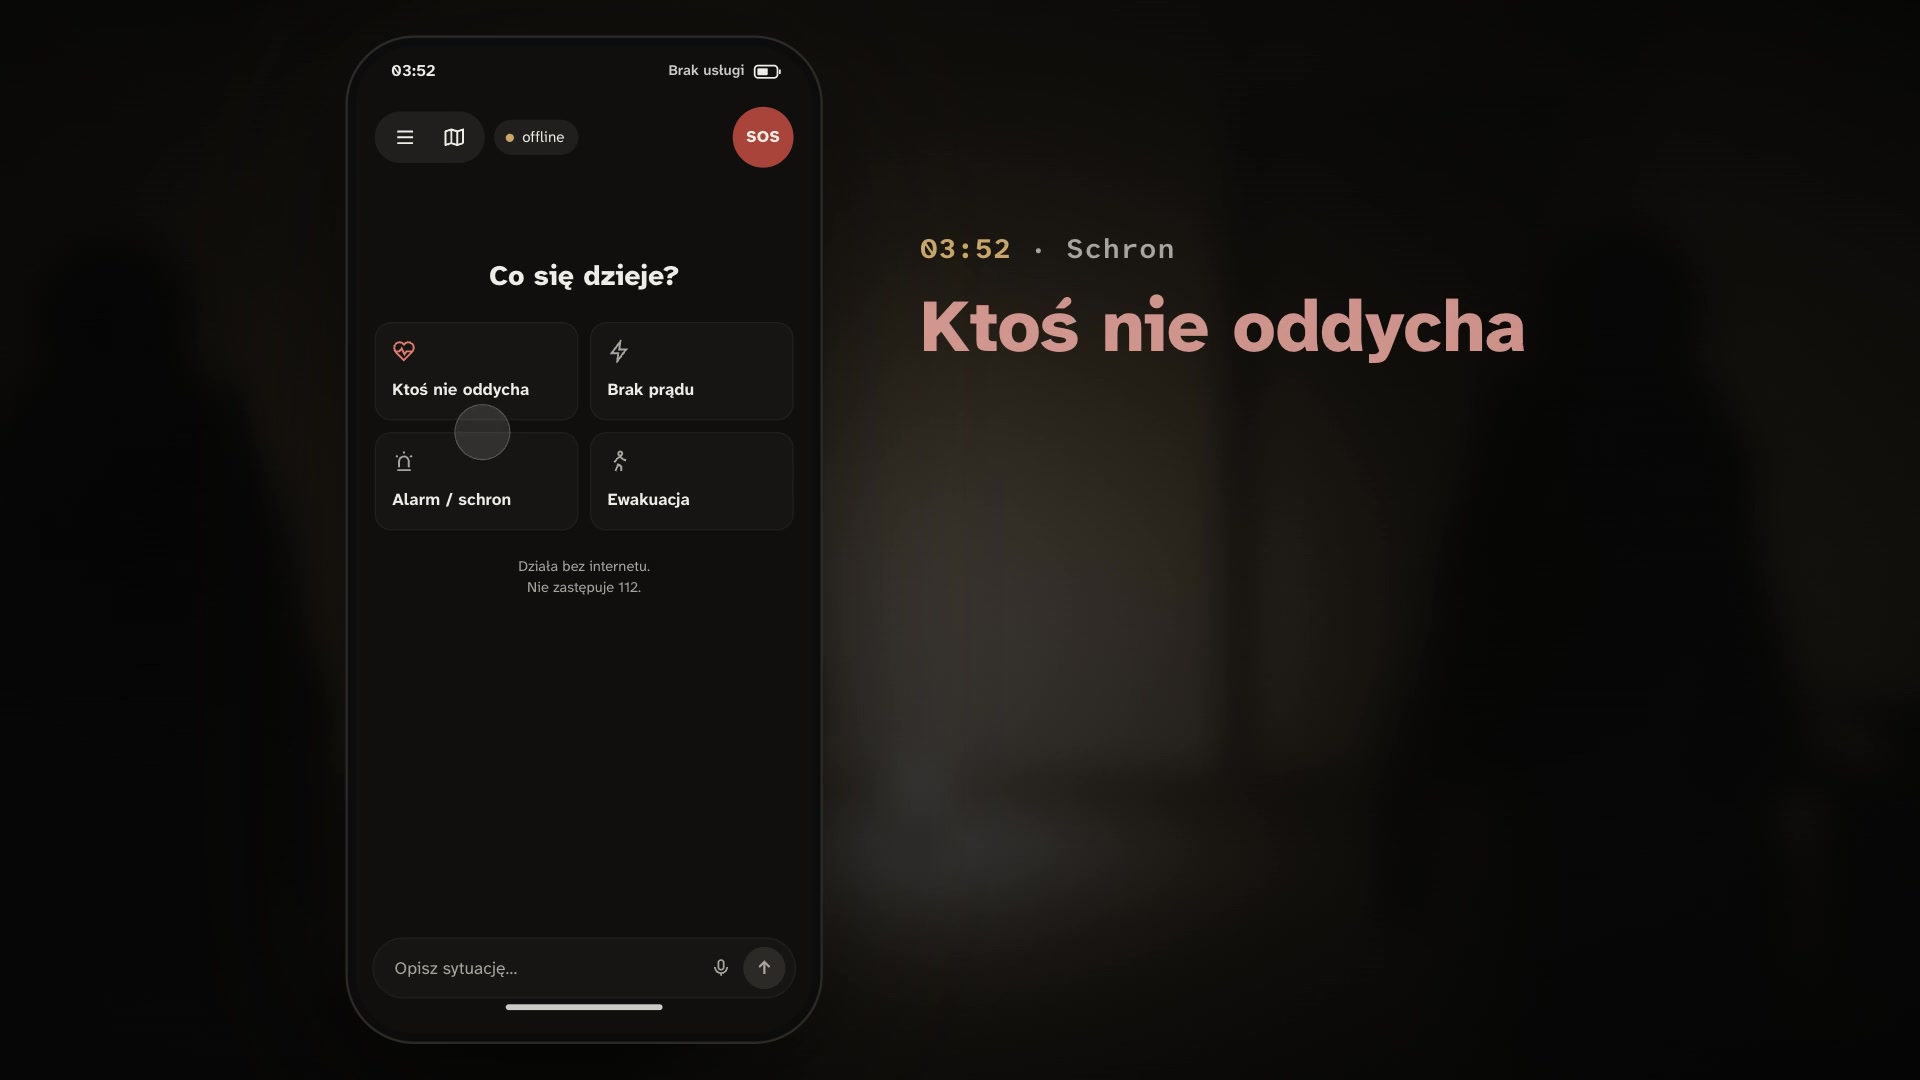 03:52
Brak usługi
offline
SOS
Co się dzieje?
Ktoś nie oddycha
Brak prądu
Alarm / schron
Ewakuacja
Działa bez internetu.
Nie zastępuje 112.
Opisz sytuację...
03:52 · Schron
Ktoś nie oddycha